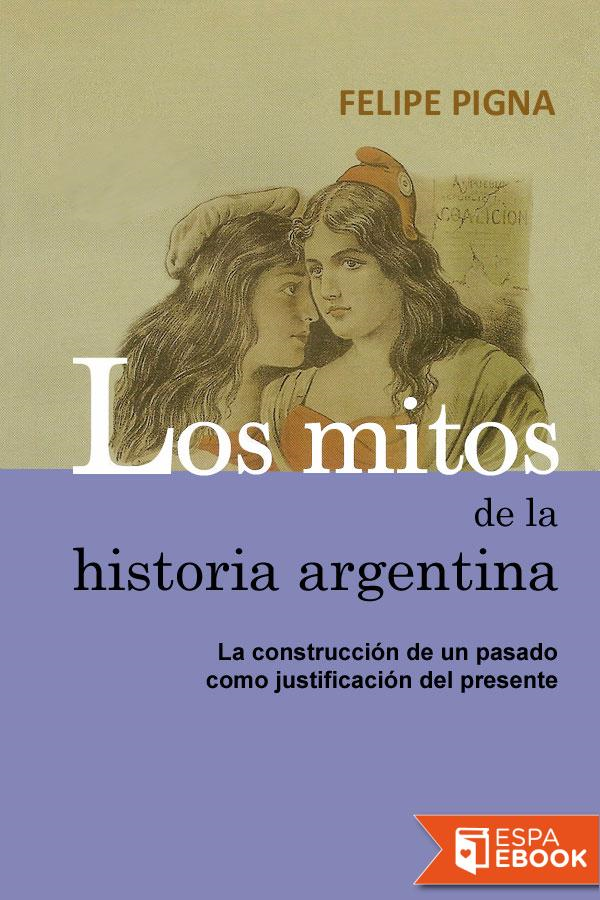 FELIPE PIGNA
COALICION
Los mitos
de la
historia argentina
La construcción de un pasado
como justificación del presente
ESPA
EBOOK